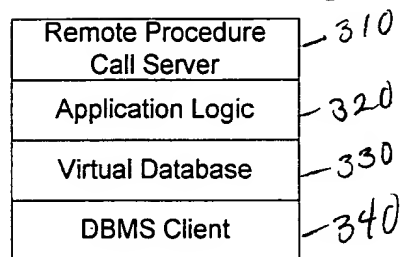 Remote Procedure 310
Call Server
Application Logic 320
Virtual Database 330
DBMS Client 340